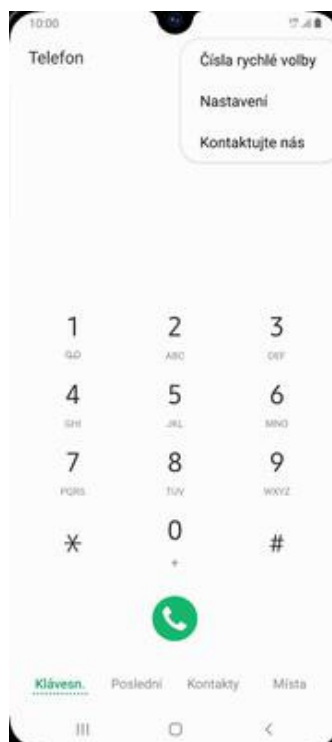 10:00
Telefon
Čísla rychlé volby
Nastavení
Kontaktujte nás
1 2 3
ABC DEF
4 5 6
GHI JKL MNO
7 8 9
PQRS TUV WXYZ
* 0 #
+
Klávesn. Poslední Kontakty Místa